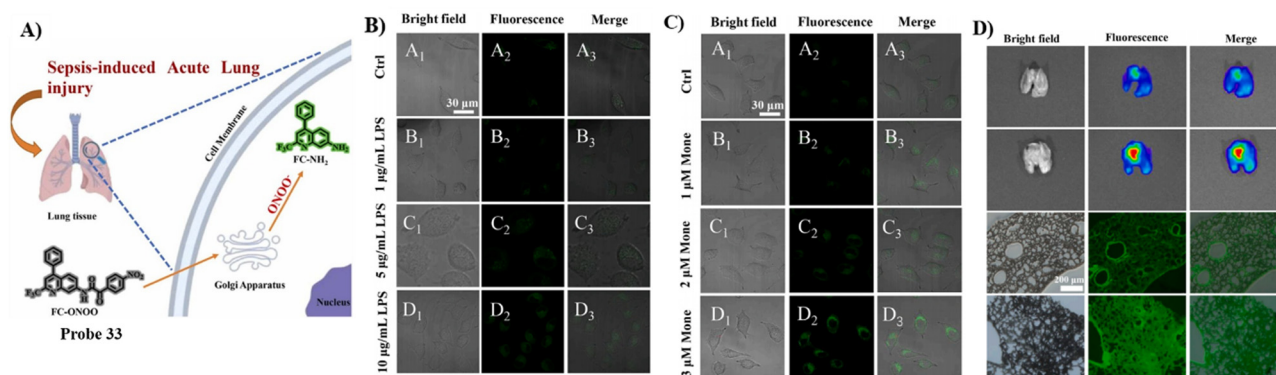 A)
Sepsis-induced Acute Lung
injury
Cell Membrane
F₃C
N
NH₂
FC-NH₂
ONOO⁻
Lung tissue
NO₂
F₃C
N
H
FC-ONOO
Golgi Apparatus
Nucleus
Probe 33
B)
Bright field Fluorescence Merge
Ctrl
A₁ A₂ A₃
30 µm
1 µg/mL LPS
B₁ B₂ B₃
5 µg/mL LPS
C₁ C₂ C₃
10 µg/mL LPS
D₁ D₂ D₃
C)
Bright field Fluorescence Merge
Ctrl
A₁ A₂ A₃
30 µm
1 µM Mone
B₁ B₂ B₃
2 µM Mone
C₁ C₂ C₃
3 µM Mone
D₁ D₂ D₃
D)
Bright field Fluorescence Merge
200 µm